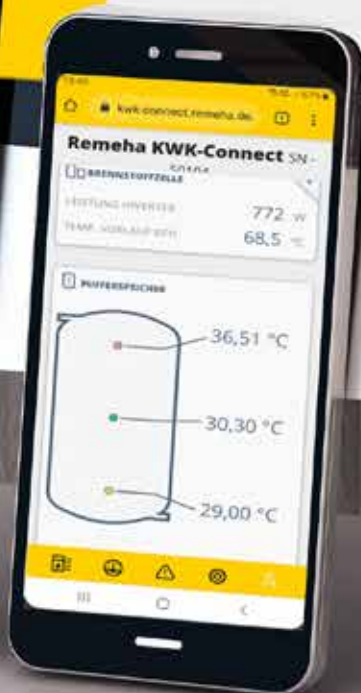 kwk-connect.remeha.de
Remeha KWK-Connect SN -
BRENNSTOFFZELLE
LEISTUNG INVERTER 772 W
68,5 °C
PUFFERSPEICHER
36,51 °C
30,30 °C
29,00 °C